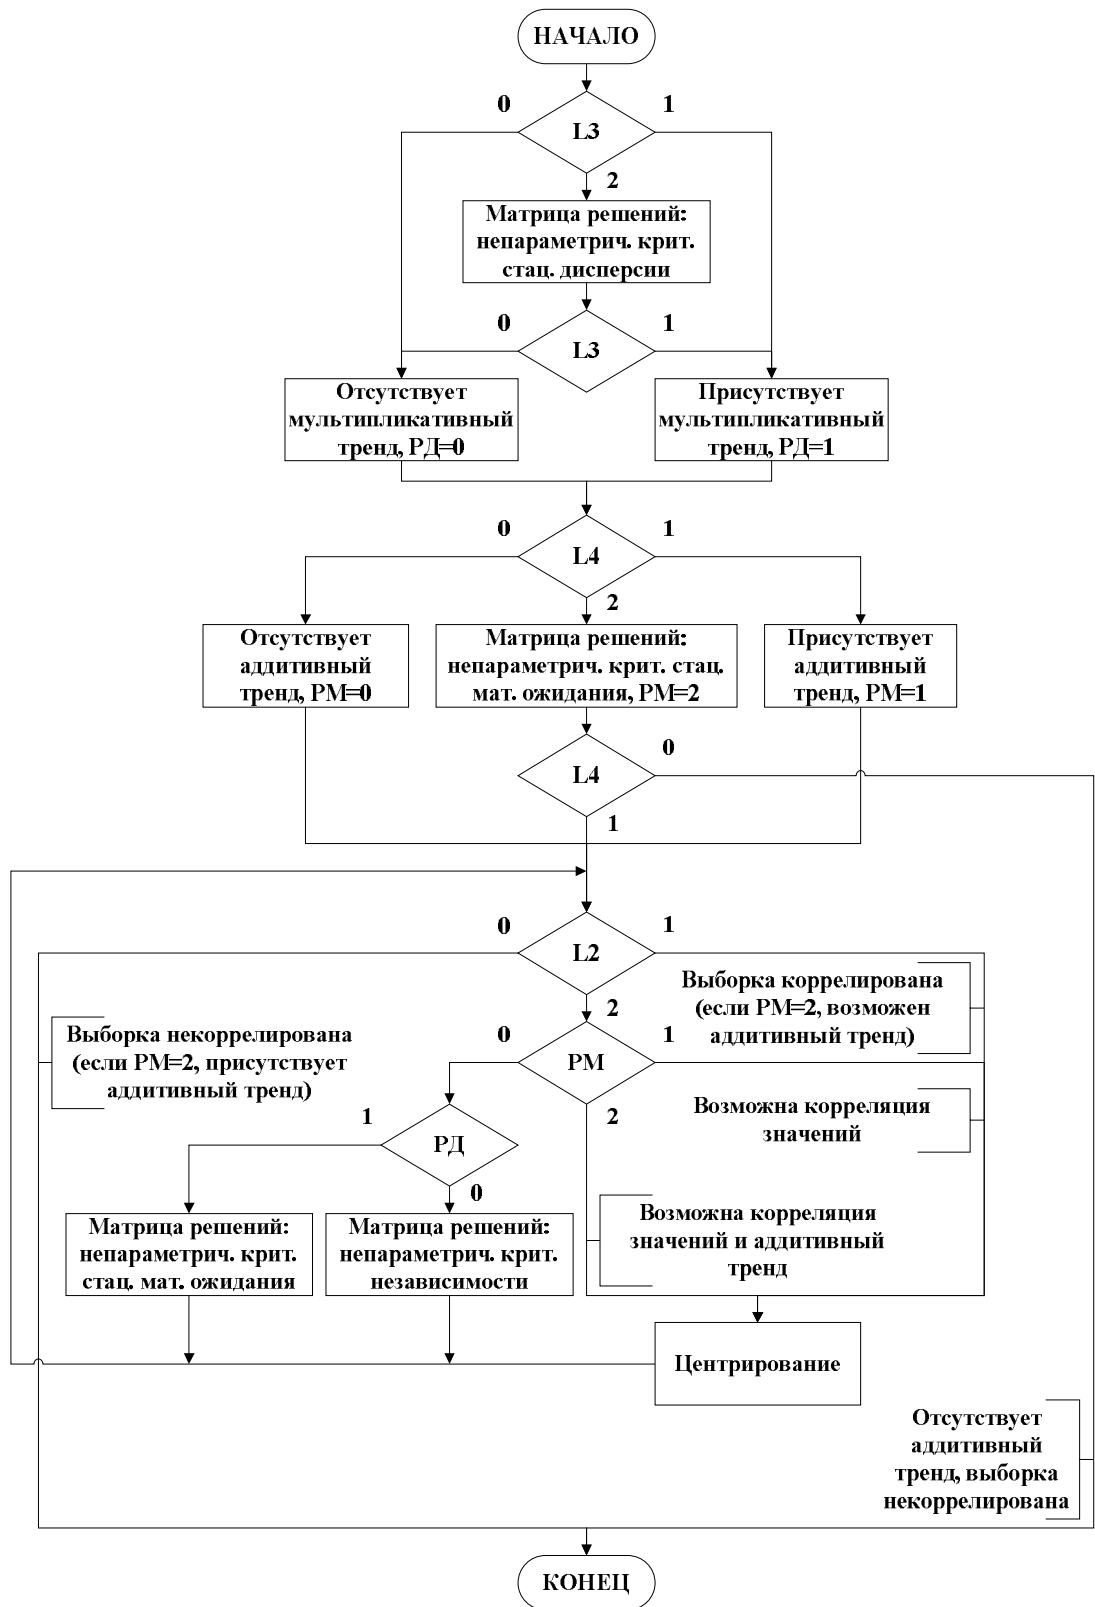 НАЧАЛО
0
1
L3
2
Матрица решений:
непараметрич. крит.
стац. дисперсии
0
1
L3
Отсутствует
мультипликативный
тренд, РД=0
Присутствует
мультипликативный
тренд, РД=1
0
1
L4
2
Отсутствует
аддитивный
тренд, РМ=0
Матрица решений:
непараметрич. крит. стац.
мат. ожидания, РМ=2
Присутствует
аддитивный
тренд, РМ=1
0
L4
1
0
1
L2
2
Выборка коррелирована
(если РМ=2, возможен
аддитивный тренд)
Выборка некоррелирована
(если РМ=2, присутствует
аддитивный тренд)
0
1
РМ
2
Возможна корреляция
значений
1
РД
0
Матрица решений:
непараметрич. крит.
стац. мат. ожидания
Матрица решений:
непараметрич. крит.
независимости
Возможна корреляция
значений и аддитивный
тренд
Центрирование
Отсутствует
аддитивный
тренд, выборка
некоррелирована
КОНЕЦ